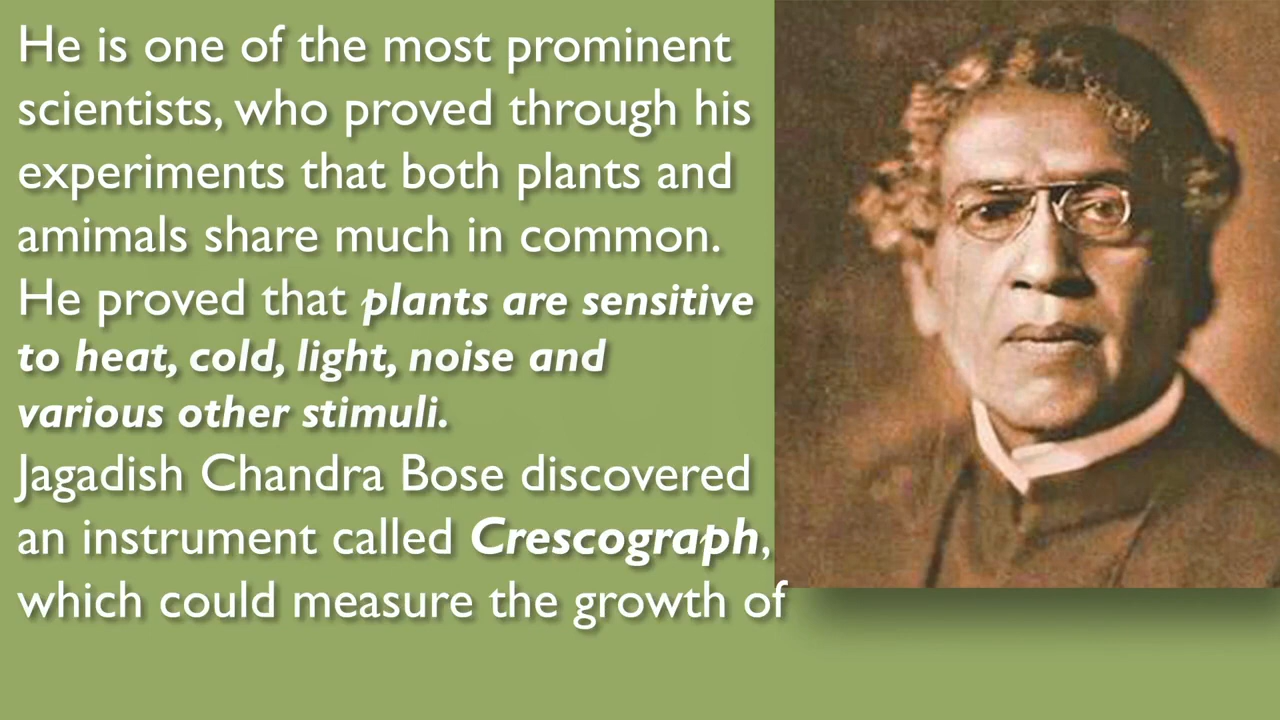 He is one of the most prominent
scientists, who proved through his
experiments that both plants and
amimals share much in common.
He proved that plants are sensitive
to heat, cold, light, noise and
various other stimuli.
Jagadish Chandra Bose discovered
an instrument called Crescograph,
which could measure the growth of